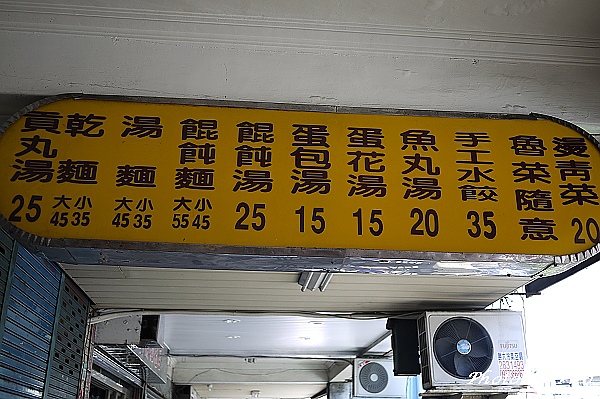 貢丸湯 25
乾麵 大45 小35
湯麵 大45 小35
餛飩麵 大55 小45
餛飩湯 25
蛋包湯 15
蛋花湯 15
魚丸湯 20
手工水餃 35
魯菜隨意
燙青菜 20
FUJITSU